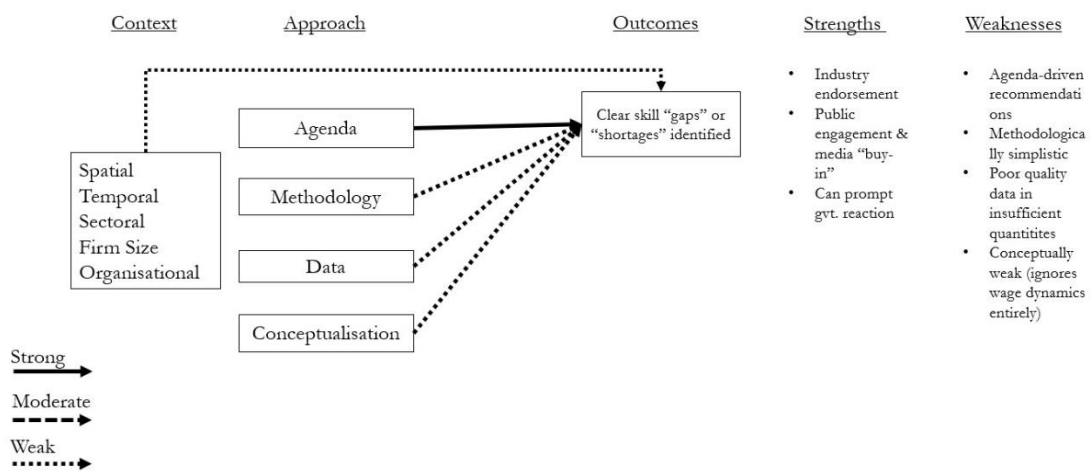 Context
Approach
Outcomes
Strengths
Weaknesses
Spatial
Temporal
Sectoral
Firm Size
Organisational
Agenda
Methodology
Data
Conceptualisation
Clear skill “gaps” or
“shortages” identified
• Industry
endorsement
• Public
engagement &
media “buy-
in”
• Can prompt
gvt. reaction
• Agenda-driven
recommendati
ons
• Methodologica
lly simplistic
• Poor quality
data in
insufficient
quantitites
• Conceptually
weak (ignores
wage dynamics
entirely)
Strong
Moderate
Weak